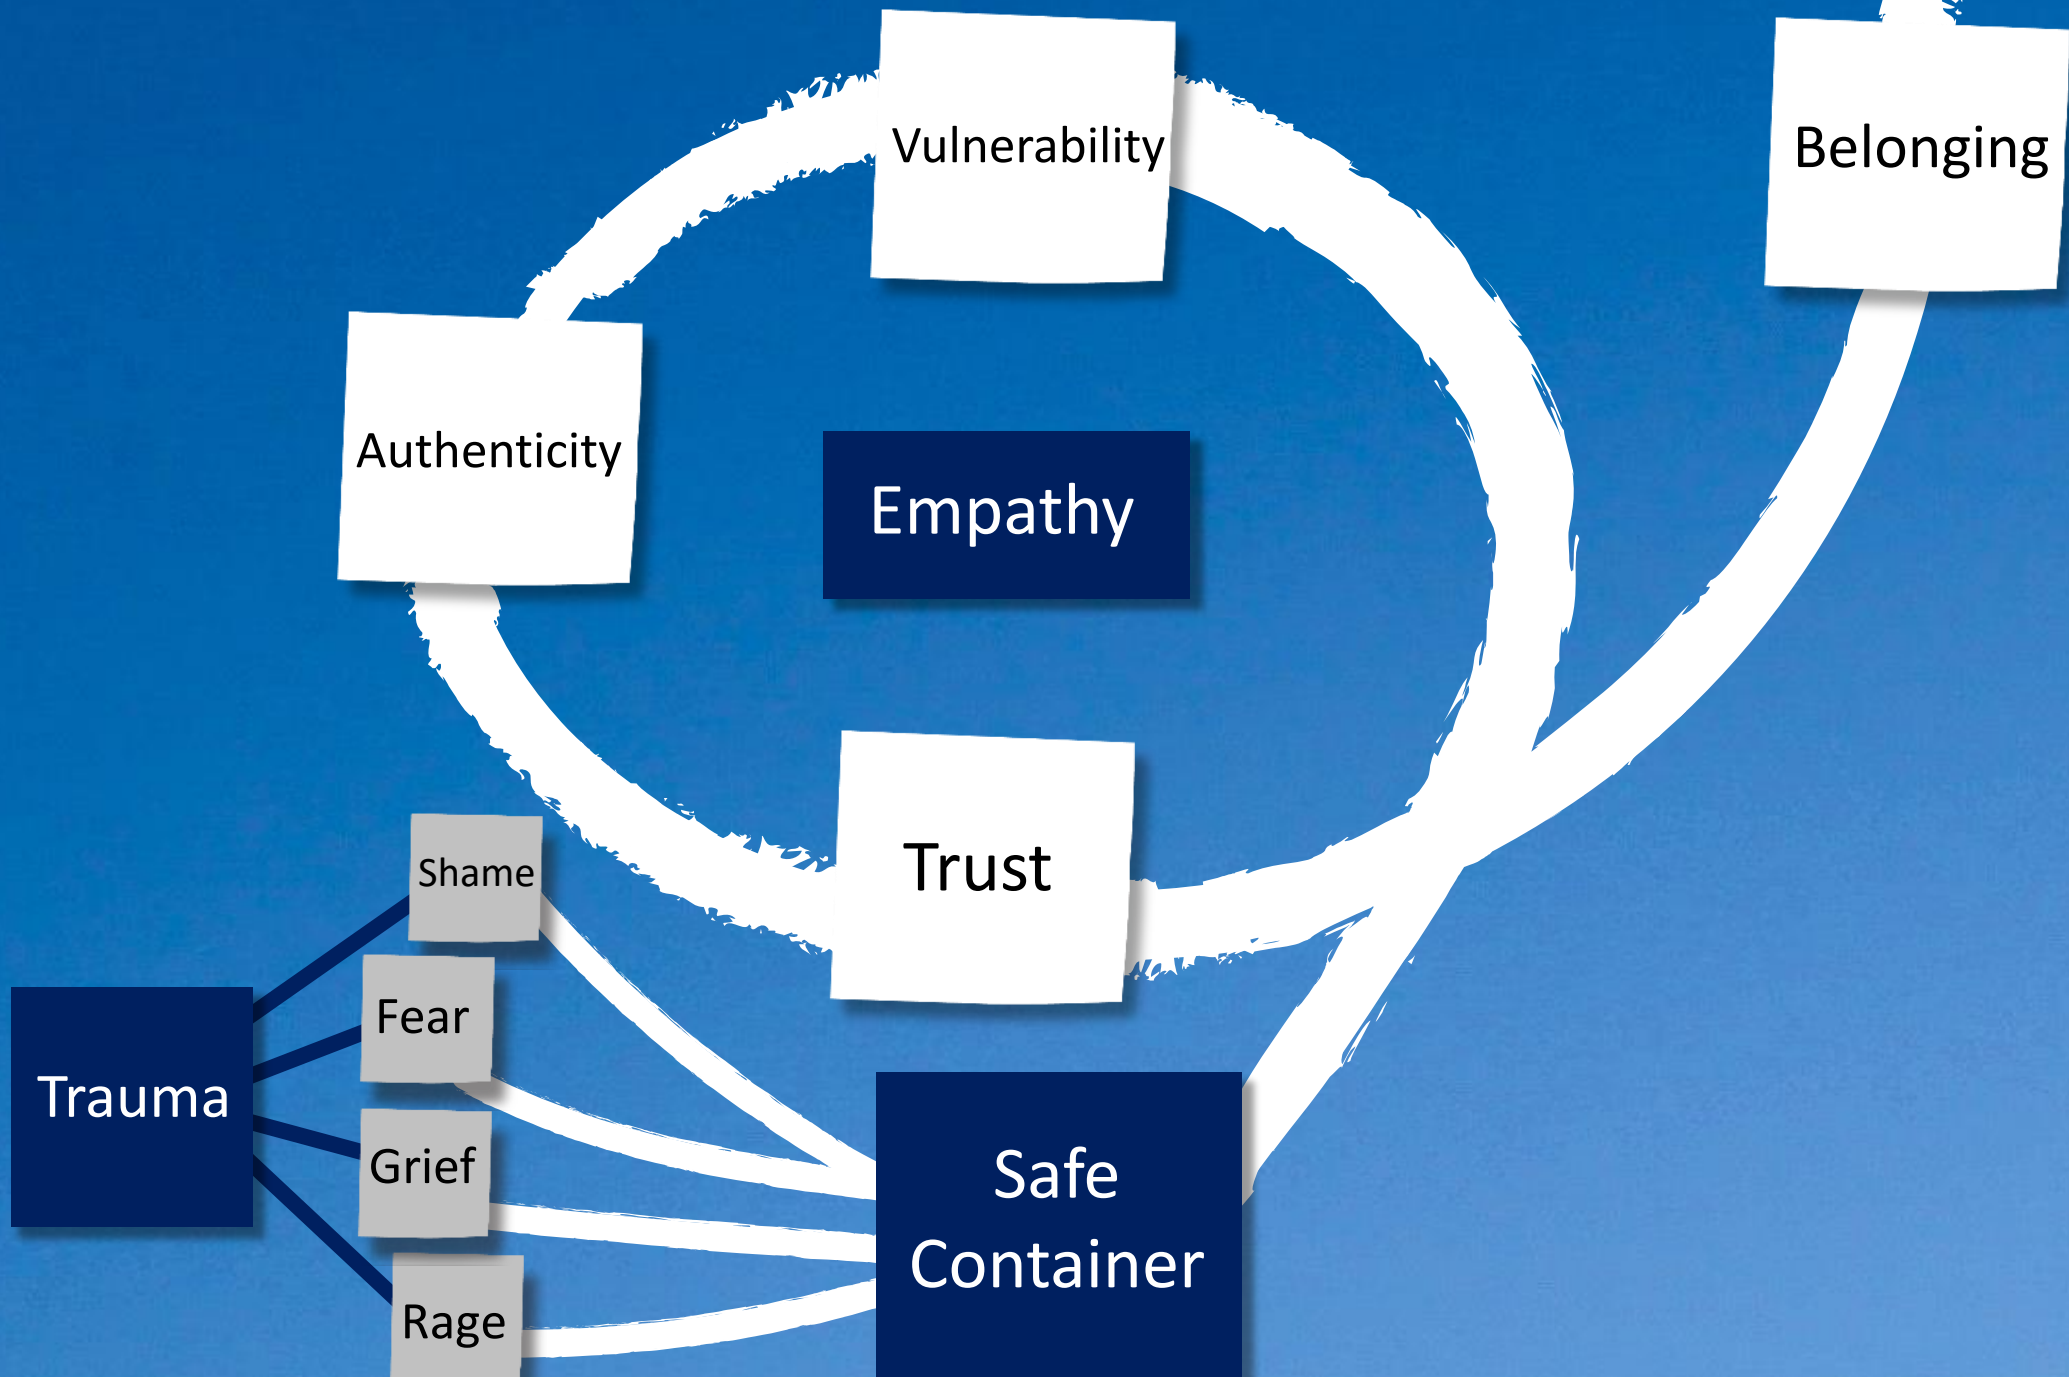 Vulnerability
Belonging
Authenticity
Empathy
Trust
Shame
Fear
Trauma
Grief
Safe
Container
Rage